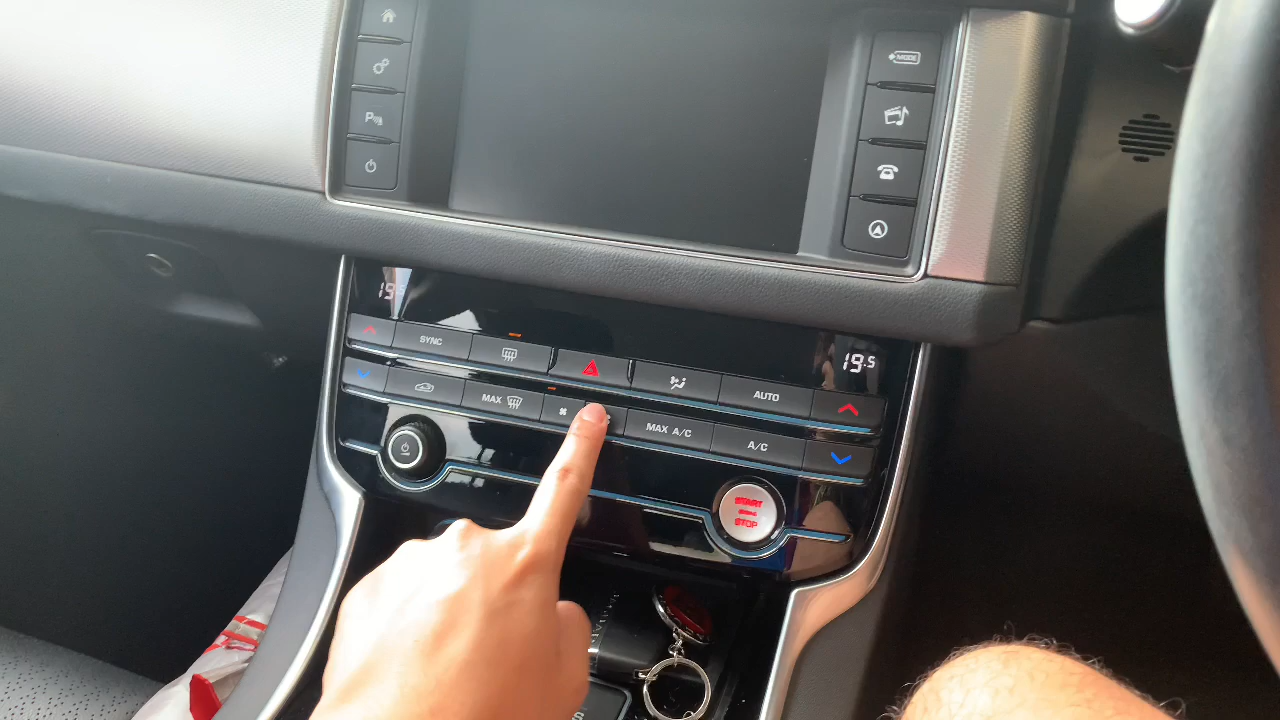 MODE
P
19.5
19.5
SYNC
AUTO
MAX
MAX A/C
A/C
START
STOP